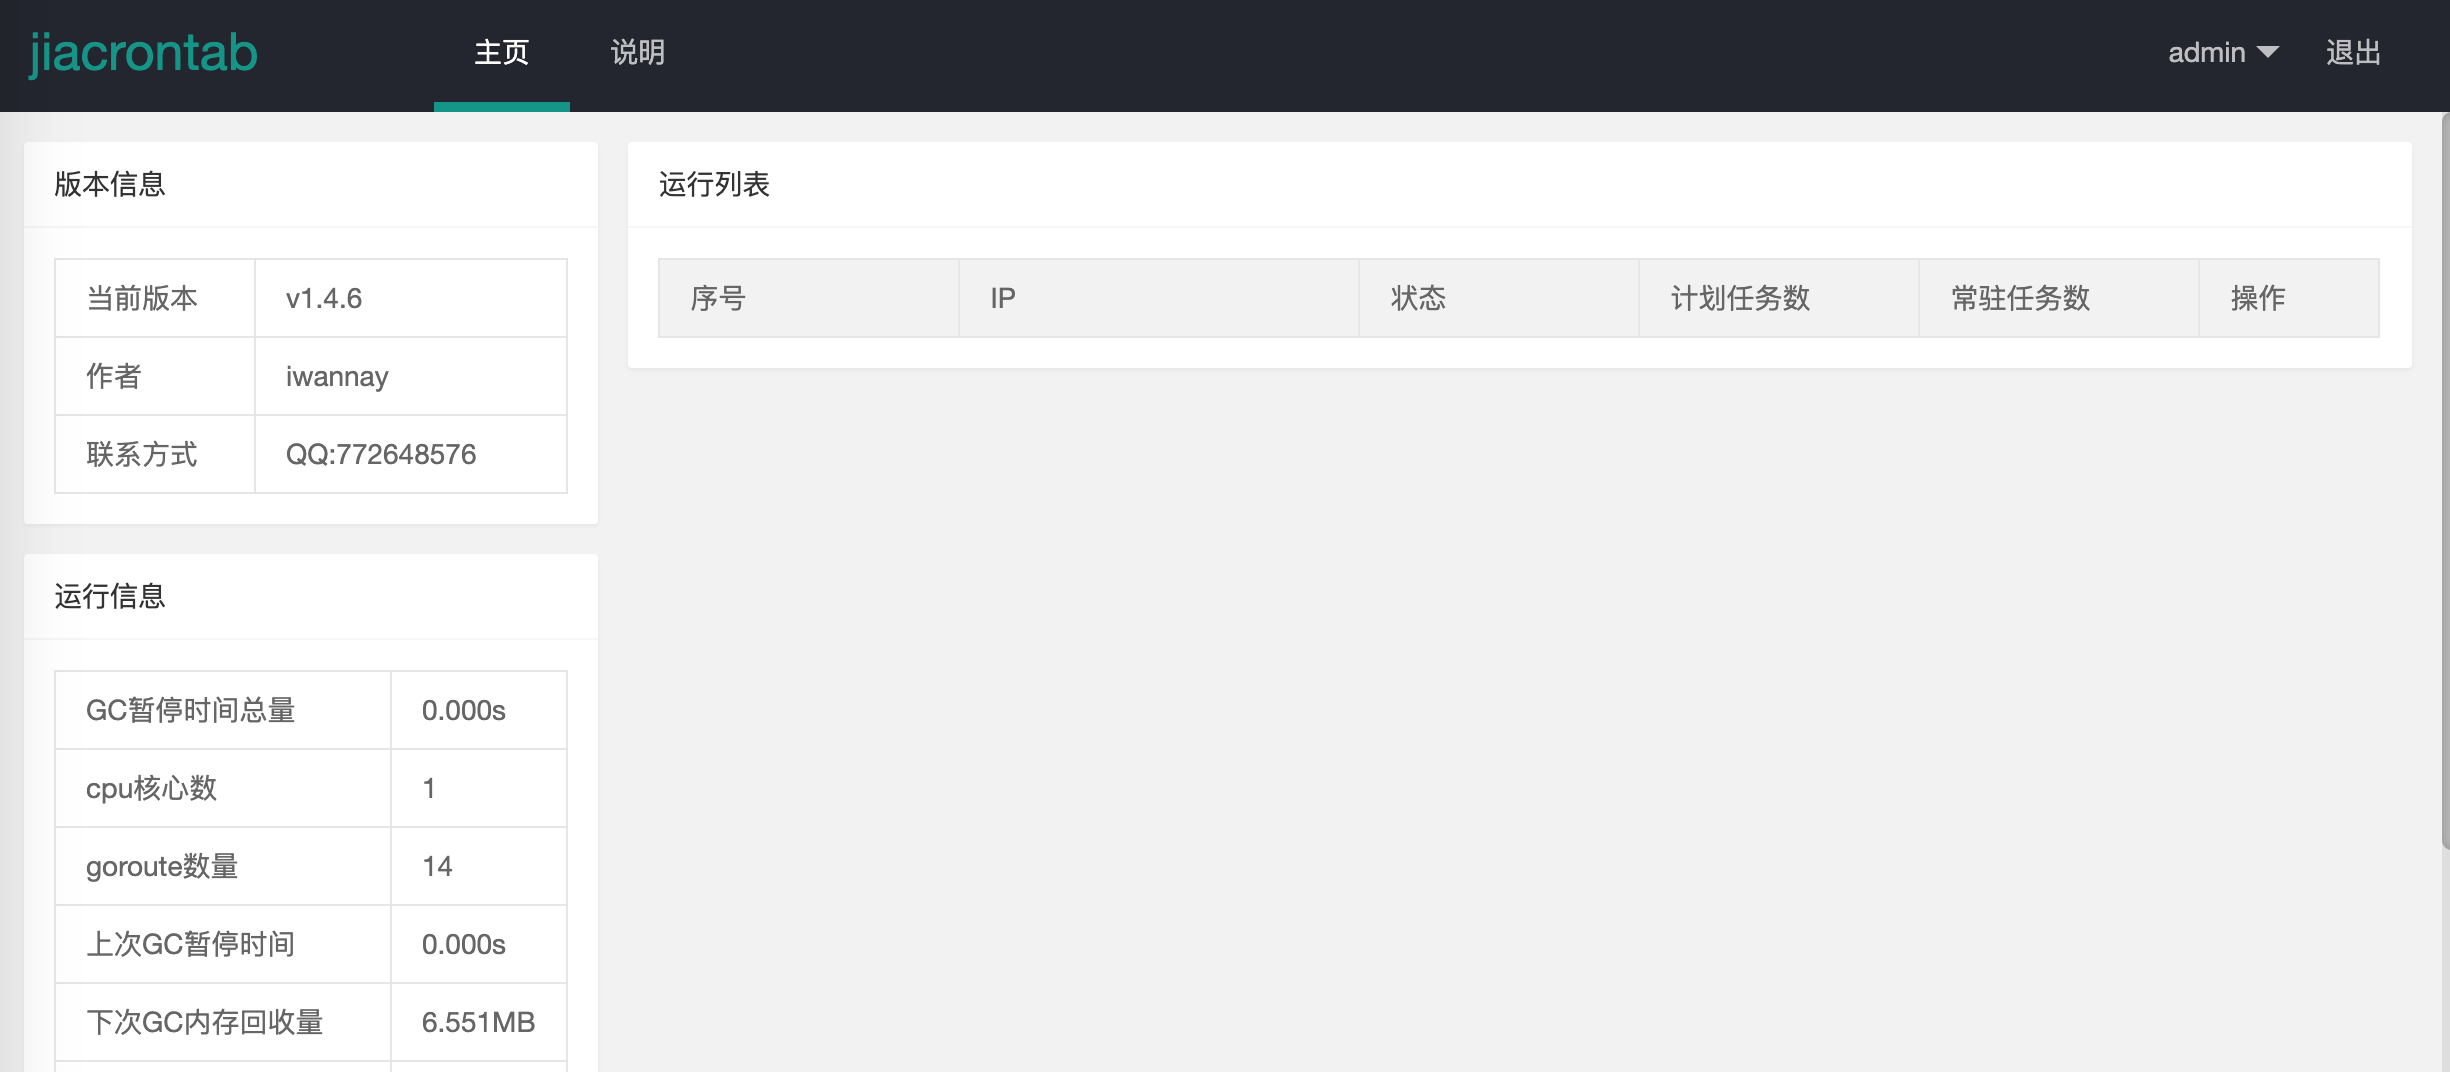 jiacrontab 主页 说明 admin 退出
版本信息
当前版本 v1.4.6
作者 iwannay
联系方式 QQ:772648576
运行信息
GC暂停时间总量 0.000s
cpu核心数 1
goroute数量 14
上次GC暂停时间 0.000s
下次GC内存回收量 6.551MB
运行列表
序号 IP 状态 计划任务数 常驻任务数 操作